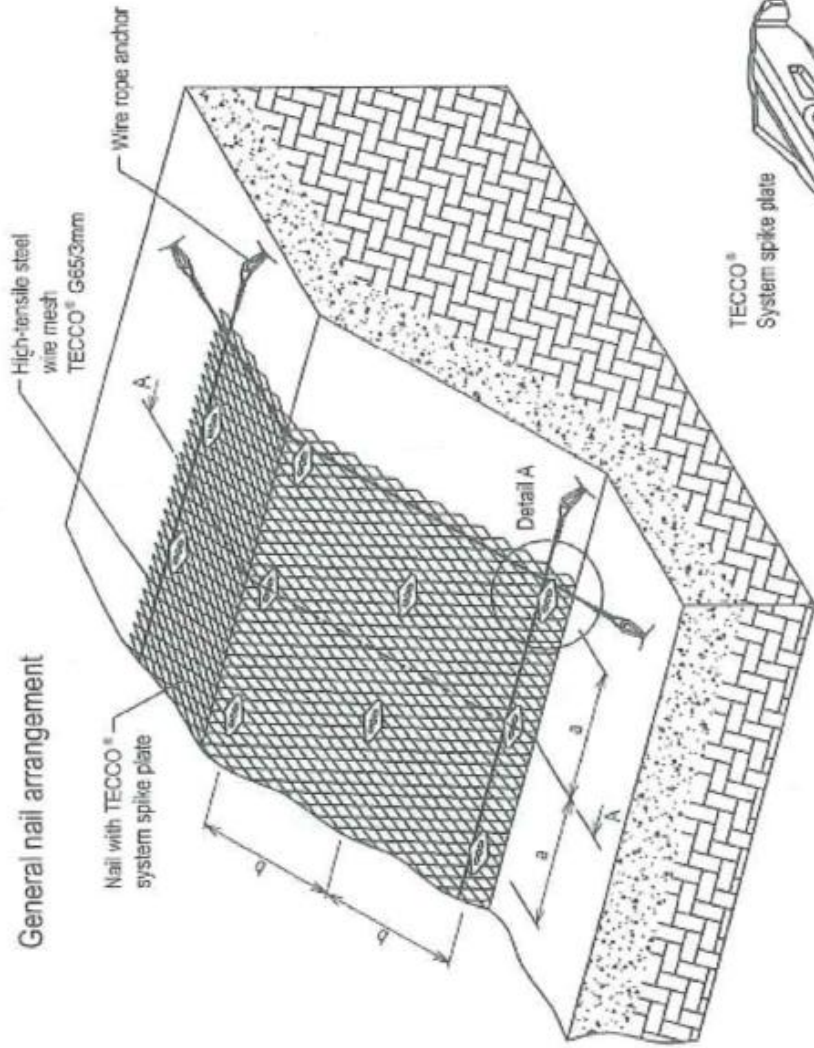 General nail arrangement
High-tensile steel
wire mesh
TECCO® G65/3mm
Wire rope anchor
Nail with TECCO®
system spike plate
A
Detail A
b
b
a
a
A
TECCO®
System spike plate